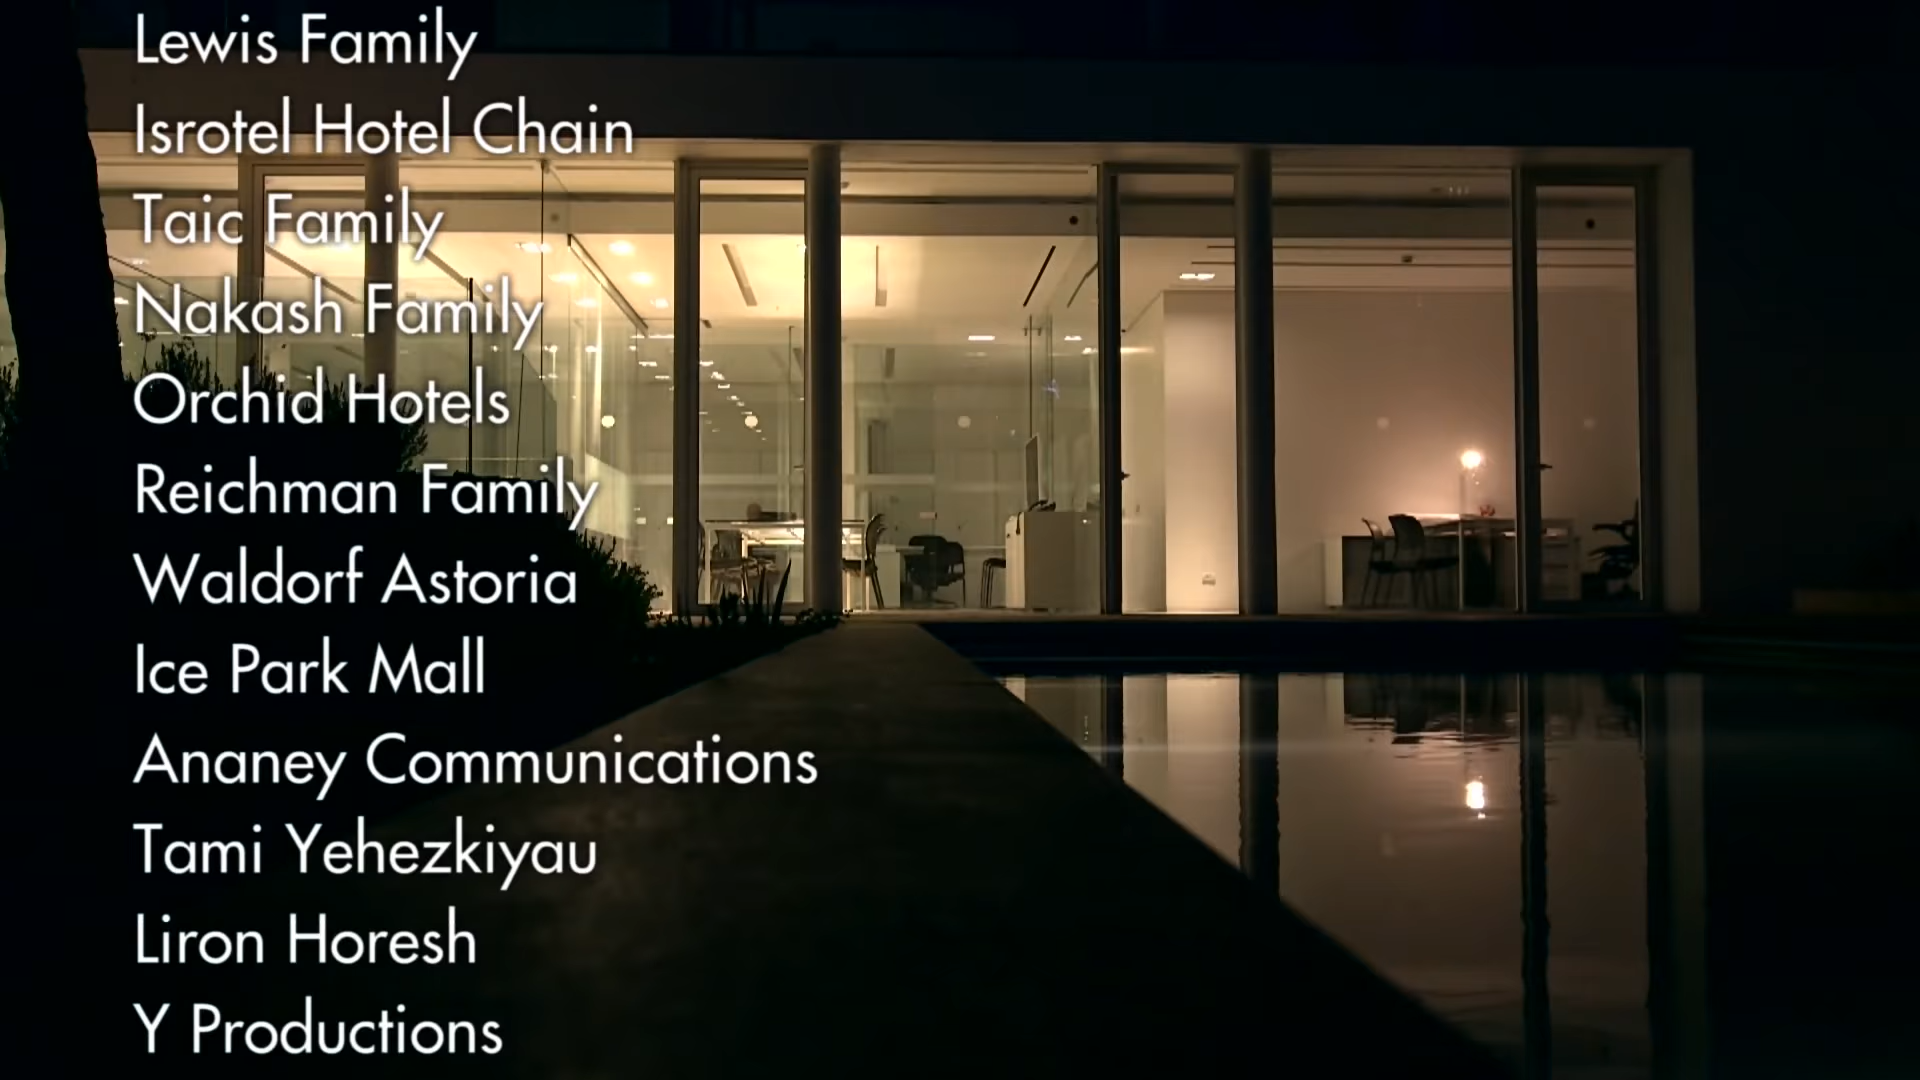 Lewis Family
Isrotel Hotel Chain
Taic Family
Nakash Family
Orchid Hotels
Reichman Family
Waldorf Astoria
Ice Park Mall
Ananey Communications
Tami Yehezkiyau
Liron Horesh
Y Productions